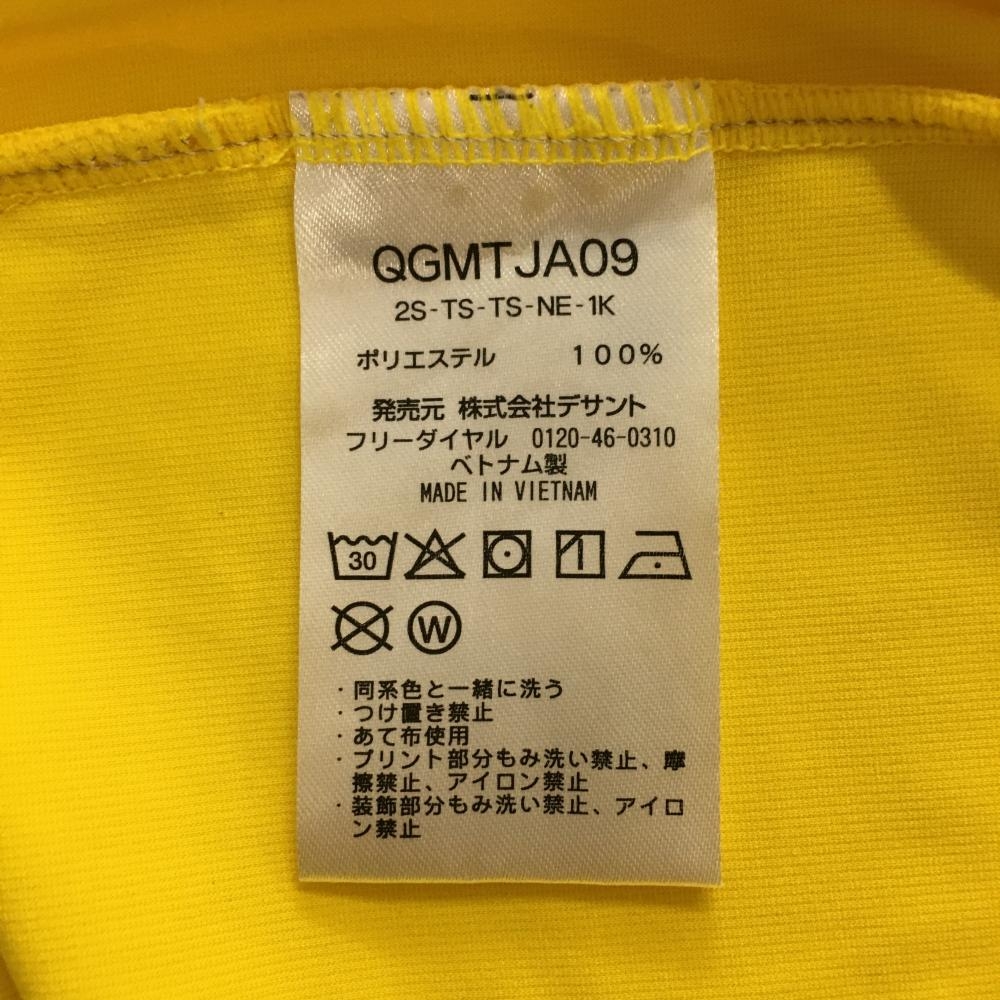 QGMTJA09
2S-TS-TS-NE-1K
ポリエステル 100%
発売元 株式会社デサント
フリーダイヤル 0120-46-0310
ベトナム製
MADE IN VIETNAM
30
W
・同系色と一緒に洗う
・つけ置き禁止
・あて布使用
・プリント部分もみ洗い禁止、摩
擦禁止、アイロン禁止
・装飾部分もみ洗い禁止、アイロ
ン禁止